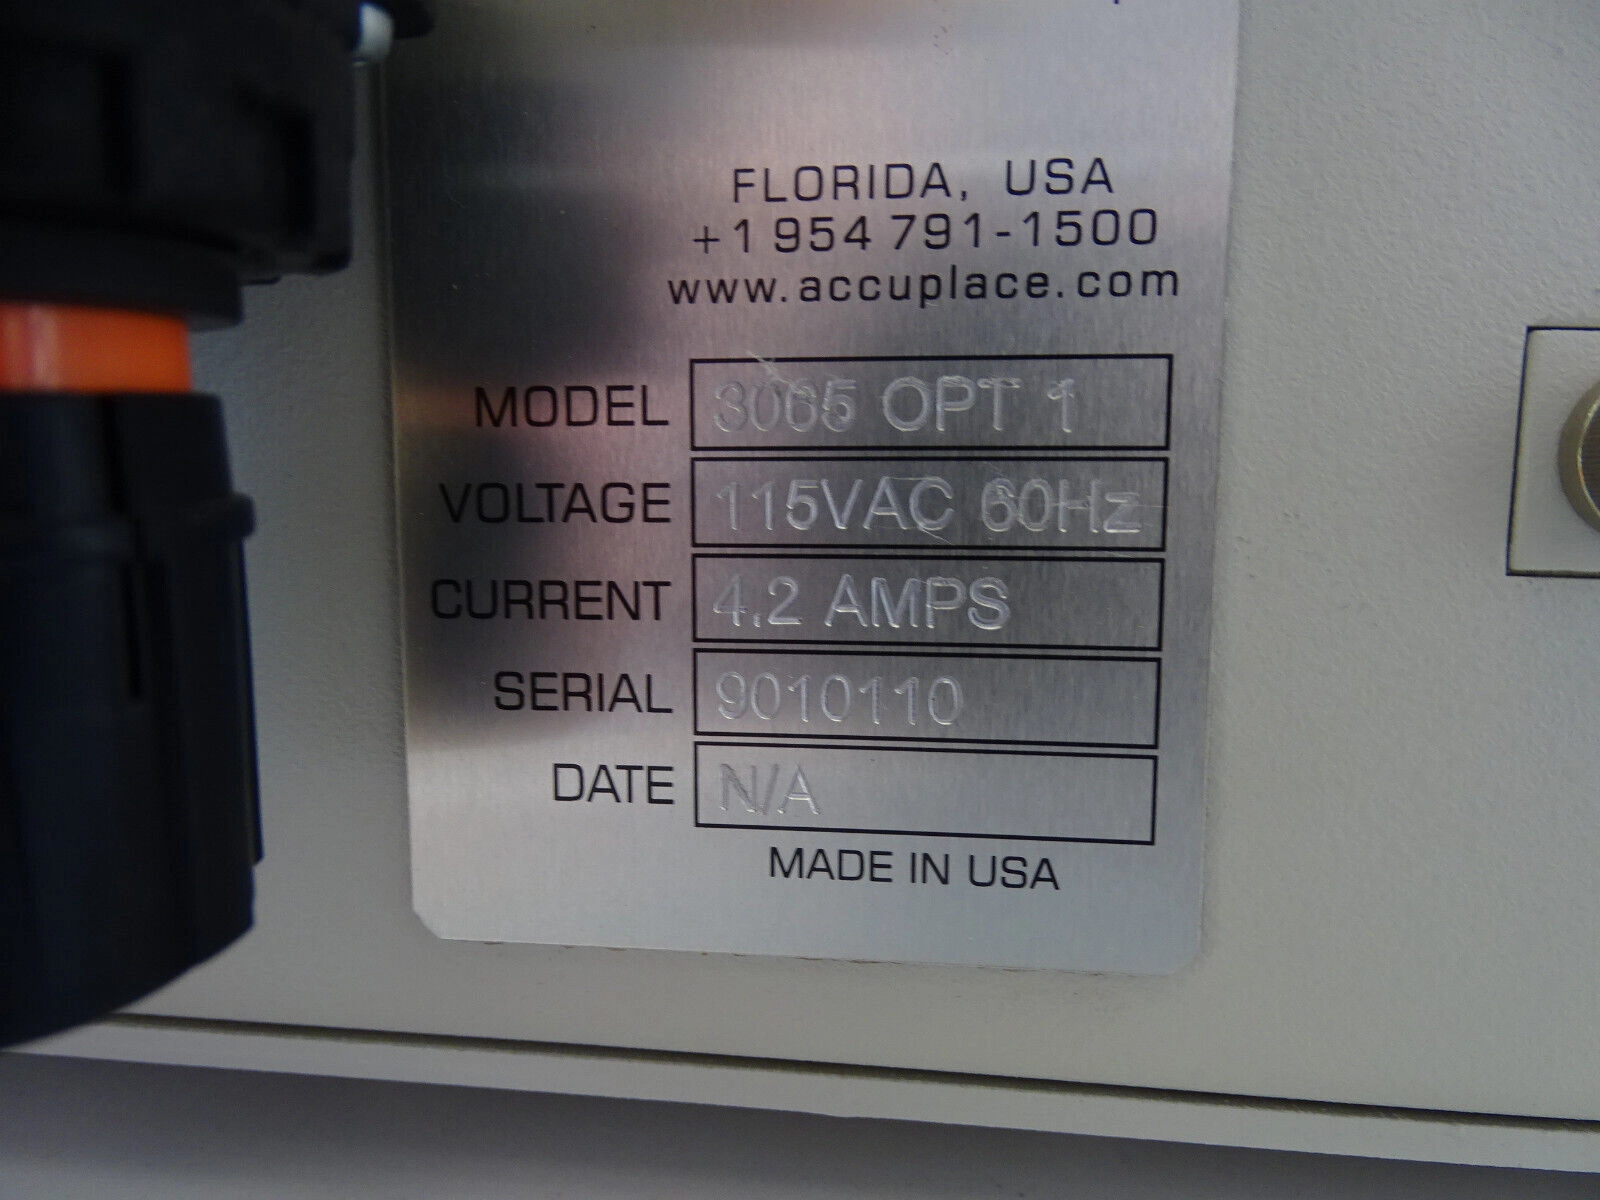 FLORIDA, USA
+1 954 791-1500
www.accuplace.com
MODEL 3065 OPT 1
VOLTAGE 115VAC 60Hz
CURRENT 4.2 AMPS
SERIAL 9010110
DATE N/A
MADE IN USA